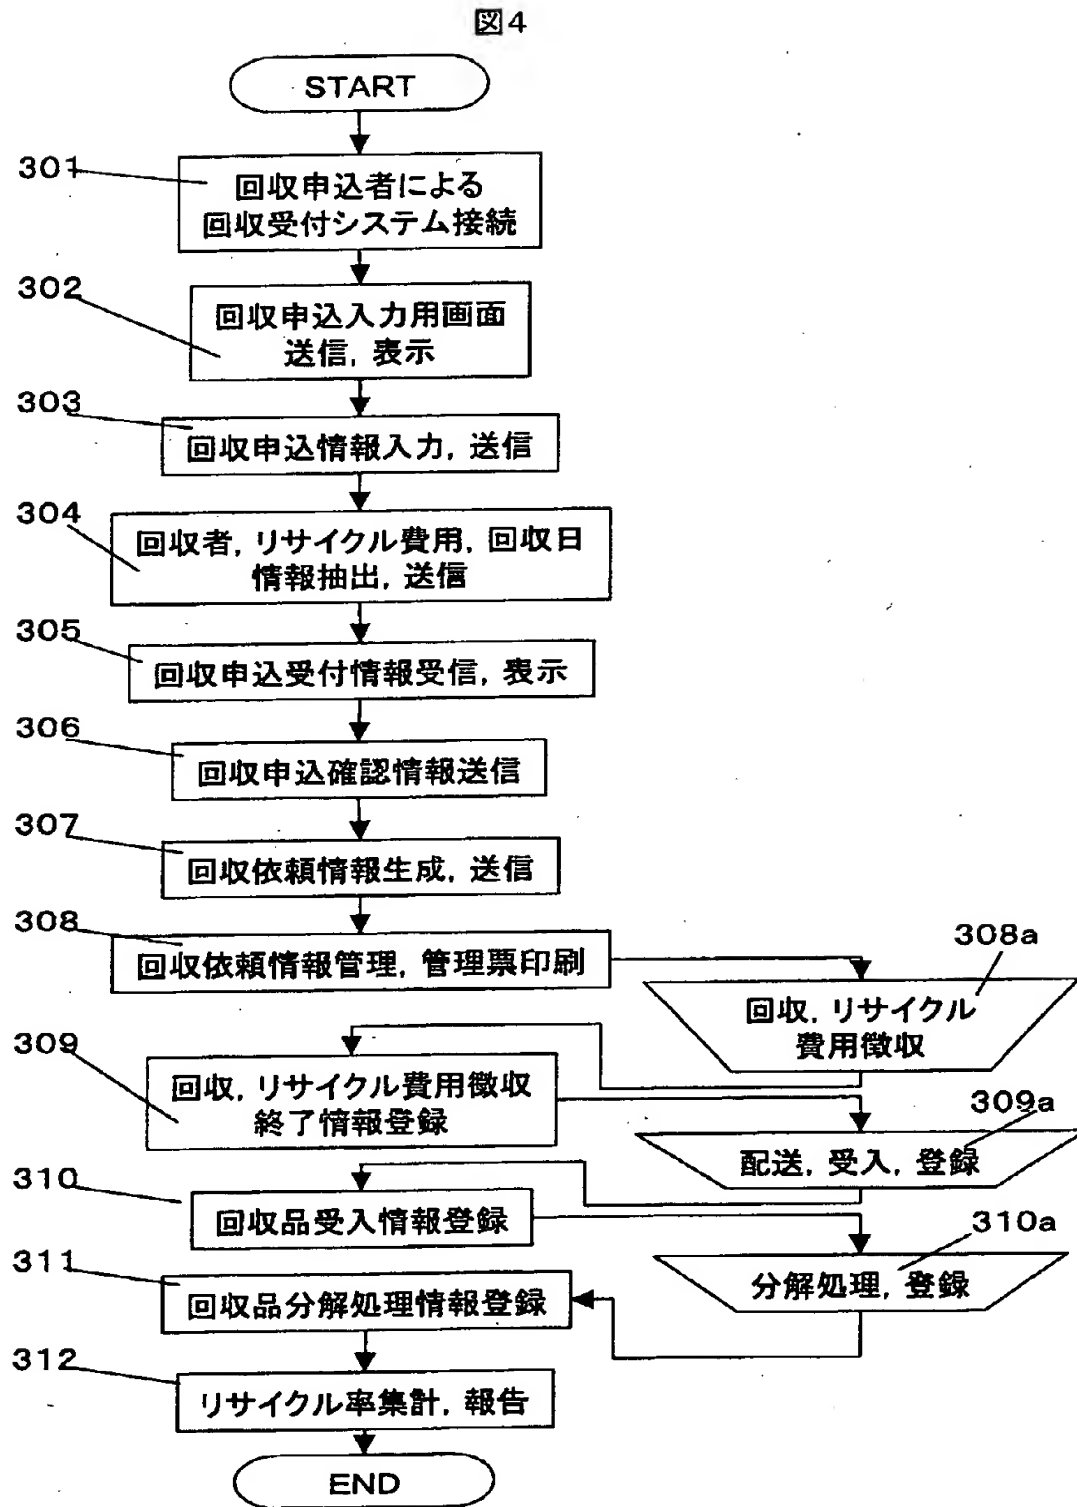 図4
START
301
回収申込者による
回収受付システム接続
302
回収申込入力用画面
送信, 表示
303
回収申込情報入力, 送信
304
回収者, リサイクル費用, 回収日
情報抽出, 送信
305
回収申込受付情報受信, 表示
306
回収申込確認情報送信
307
回収依頼情報生成, 送信
308
回収依頼情報管理, 管理票印刷
308a
回収, リサイクル
費用徴収
309
回収, リサイクル費用徴収
終了情報登録
309a
配送, 受入, 登録
310
回収品受入情報登録
310a
分解処理, 登録
311
回収品分解処理情報登録
312
リサイクル率集計, 報告
END